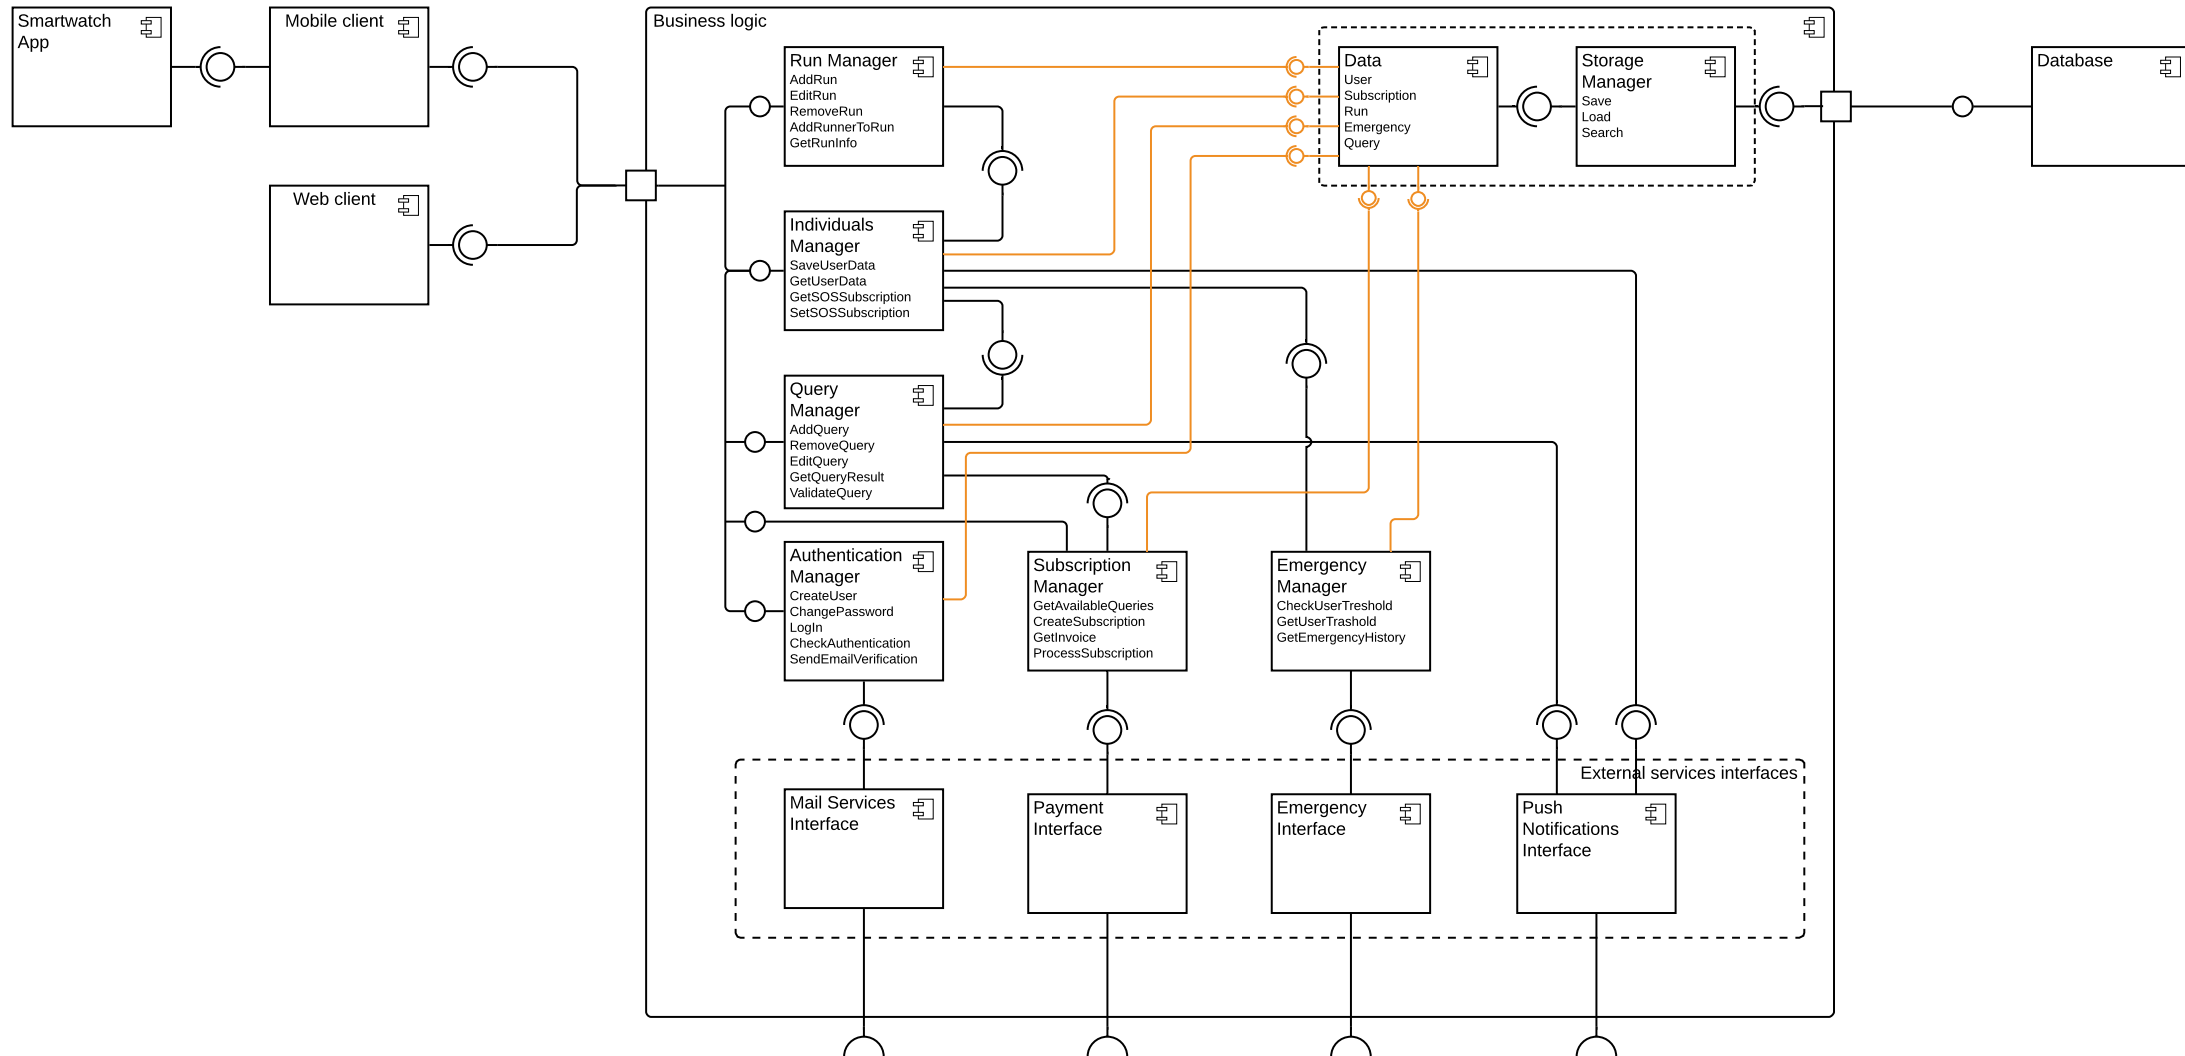 Smartwatch
App
Mobile client
Web client
Business logic
Run Manager
AddRun
EditRun
RemoveRun
AddRunnerToRun
GetRunInfo
Data
User
Subscription
Run
Emergency
Query
Storage
Manager
Save
Load
Search
Database
Individuals
Manager
SaveUserData
GetUserData
GetSOSSubscription
SetSOSSubscription
Query
Manager
AddQuery
RemoveQuery
EditQuery
GetQueryResult
ValidateQuery
Authentication
Manager
CreateUser
ChangePassword
LogIn
CheckAuthentication
SendEmailVerification
Subscription
Manager
GetAvailableQueries
CreateSubscription
GetInvoice
ProcessSubscription
Emergency
Manager
CheckUserTreshold
GetUserTrashold
GetEmergencyHistory
External services interfaces
Mail Services
Interface
Payment
Interface
Emergency
Interface
Push
Notifications
Interface